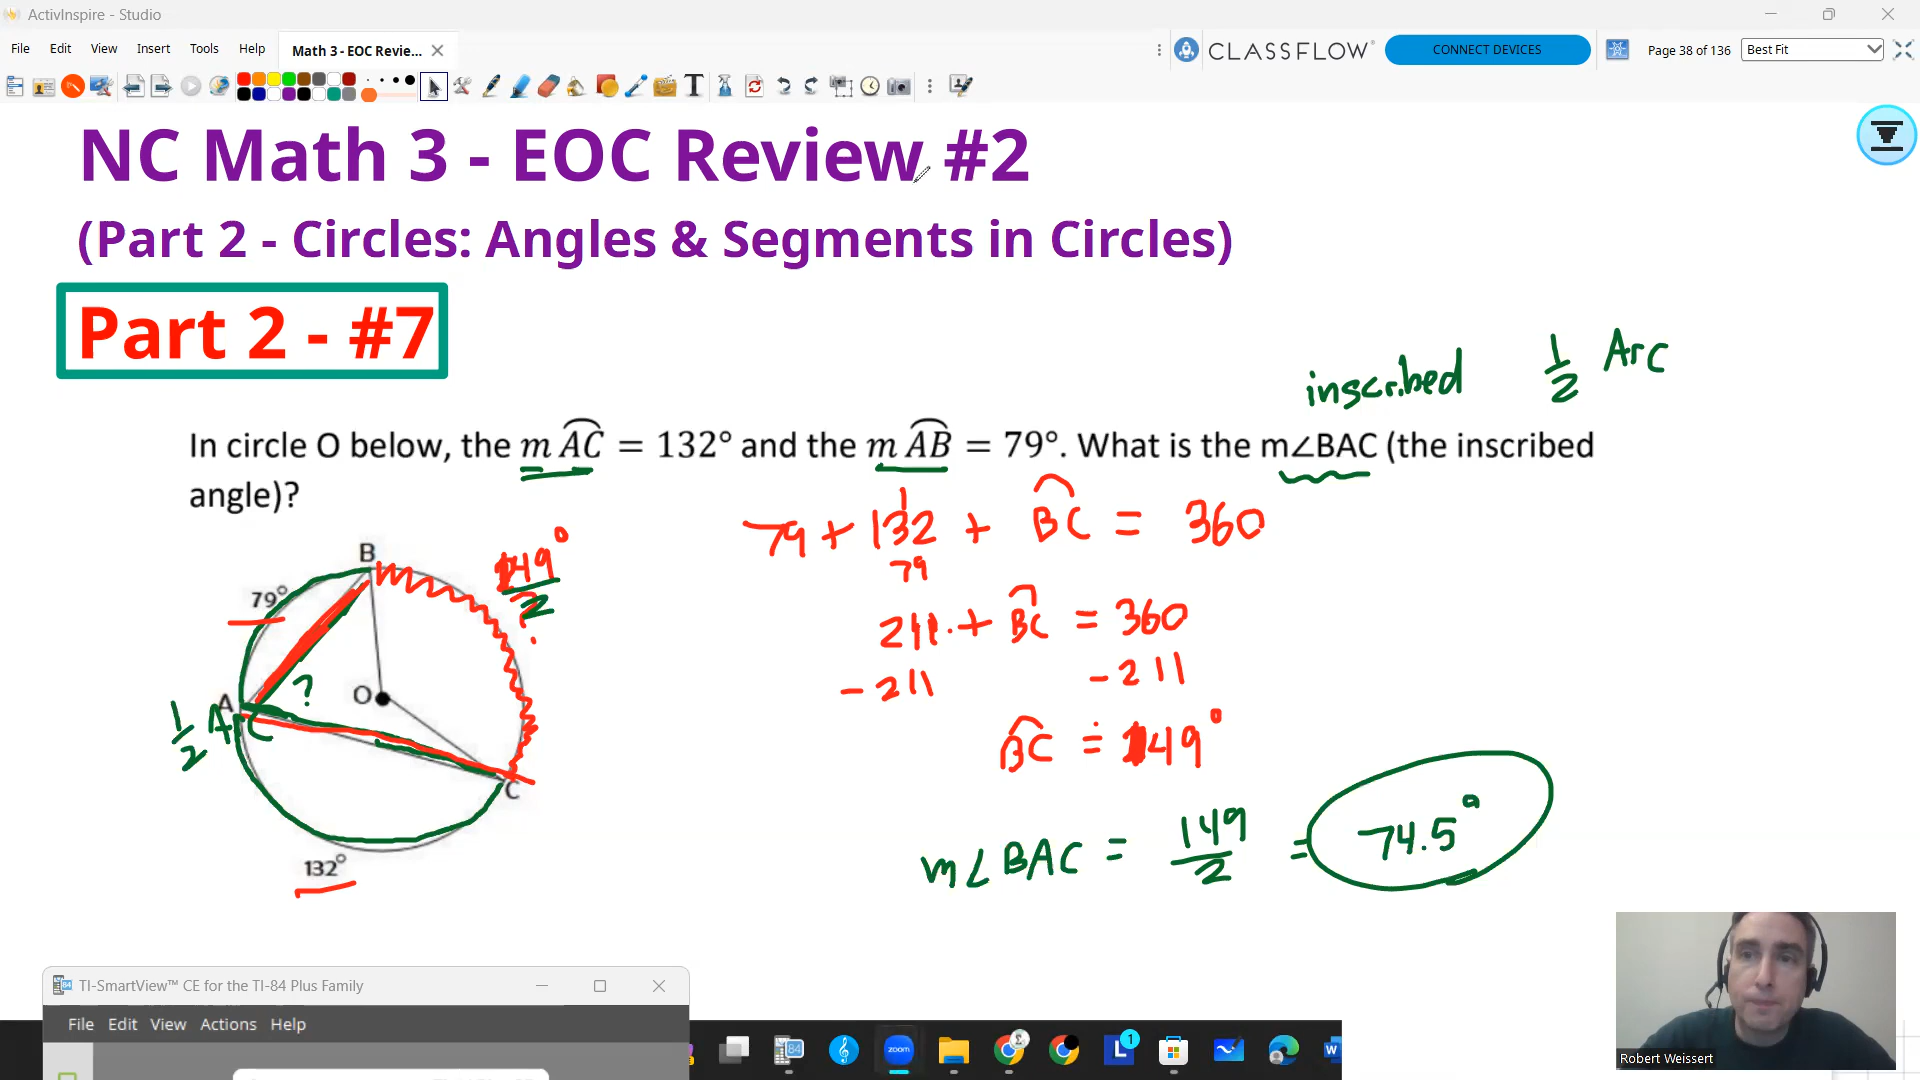 ActivInspire - Studio
File Edit View Insert Tools Help Math 3 - EOC Revie...
CLASSFLOW CONNECT DEVICES Page 38 of 136 Best Fit
NC Math 3 - EOC Review #2
(Part 2 - Circles: Angles & Segments in Circles)
Part 2 - #7
inscribed 1/2 Arc
In circle O below, the m AC = 132° and the m AB = 79°. What is the m∠BAC (the inscribed
angle)?
79 + 132 + BC = 360
1
79
211 + BC = 360
-211 -211
BC = 149°
m∠BAC = 149/2 = 74.5°
B
149°/2
?
79°
?
A
O
1/2 Arc
C
132°
TI-SmartView™ CE for the TI-84 Plus Family
File Edit View Actions Help
84
zoom
Σ
L 1
W
Robert Weissert